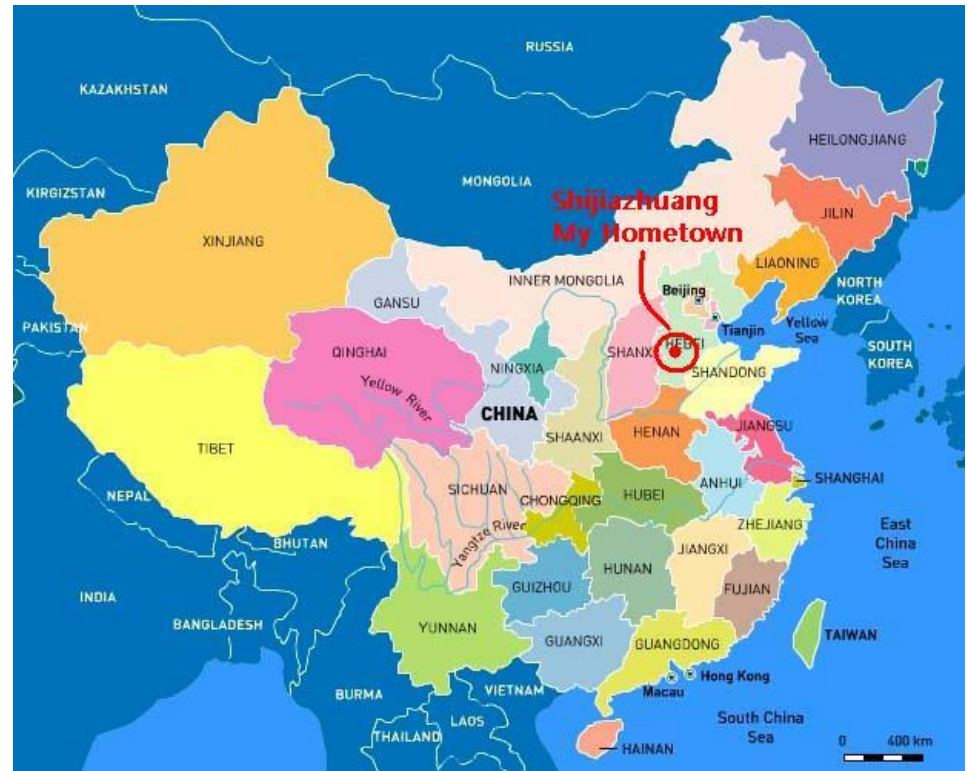 RUSSIA
KAZAKHSTAN
HEILONGJIANG
MONGOLIA
KIRGIZSTAN
Shijiazhuang
My Hometown
JILIN
XINJIANG
LIAONING
INNER MONGOLIA
NORTH
KOREA
GANSU
Beijing
Tianjin
Yellow
Sea
PAKISTAN
QINGHAI
SHANXI
HEBEI
SOUTH
KOREA
NINGXIA
SHANDONG
Yellow River
CHINA
JIANGSU
HENAN
SHAANXI
TIBET
SHANGHAI
ANHUI
SICHUAN
CHONGQING
HUBEI
NEPAL
ZHEJIANG
East
China
Sea
Yangtze River
BHUTAN
JIANGXI
HUNAN
GUIZHOU
FUJIAN
INDIA
BANGLADESH
YUNNAN
TAIWAN
GUANGXI
GUANGDONG
Hong Kong
Macau
BURMA
VIETNAM
LAOS
THAILAND
South China
Sea
HAINAN
0 400 km